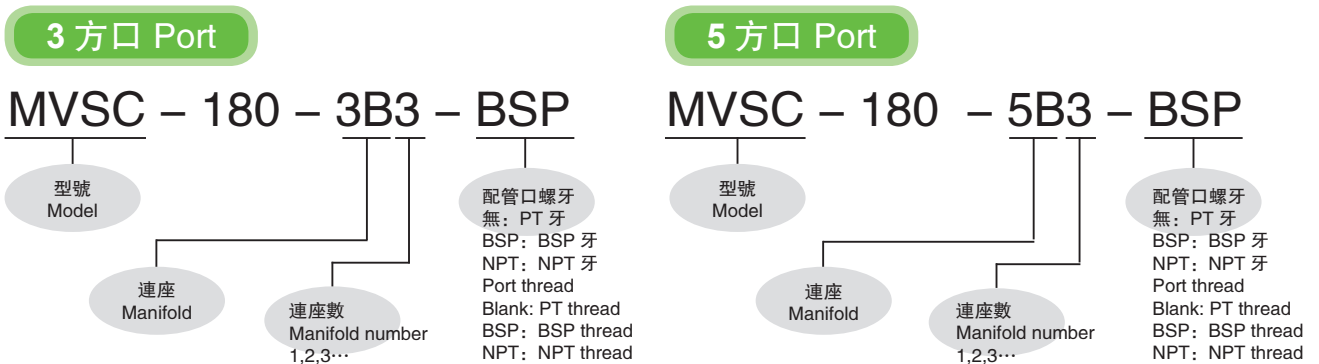 3 方口 Port
MVSC – 180 – 3B3 – BSP
型號
Model
連座
Manifold
連座數
Manifold number
1,2,3⋯
配管口螺牙
無：PT 牙
BSP：BSP 牙
NPT：NPT 牙
Port thread
Blank: PT thread
BSP：BSP thread
NPT：NPT thread
5 方口 Port
MVSC – 180 – 5B3 – BSP
型號
Model
連座
Manifold
連座數
Manifold number
1,2,3⋯
配管口螺牙
無：PT 牙
BSP：BSP 牙
NPT：NPT 牙
Port thread
Blank: PT thread
BSP：BSP thread
NPT：NPT thread